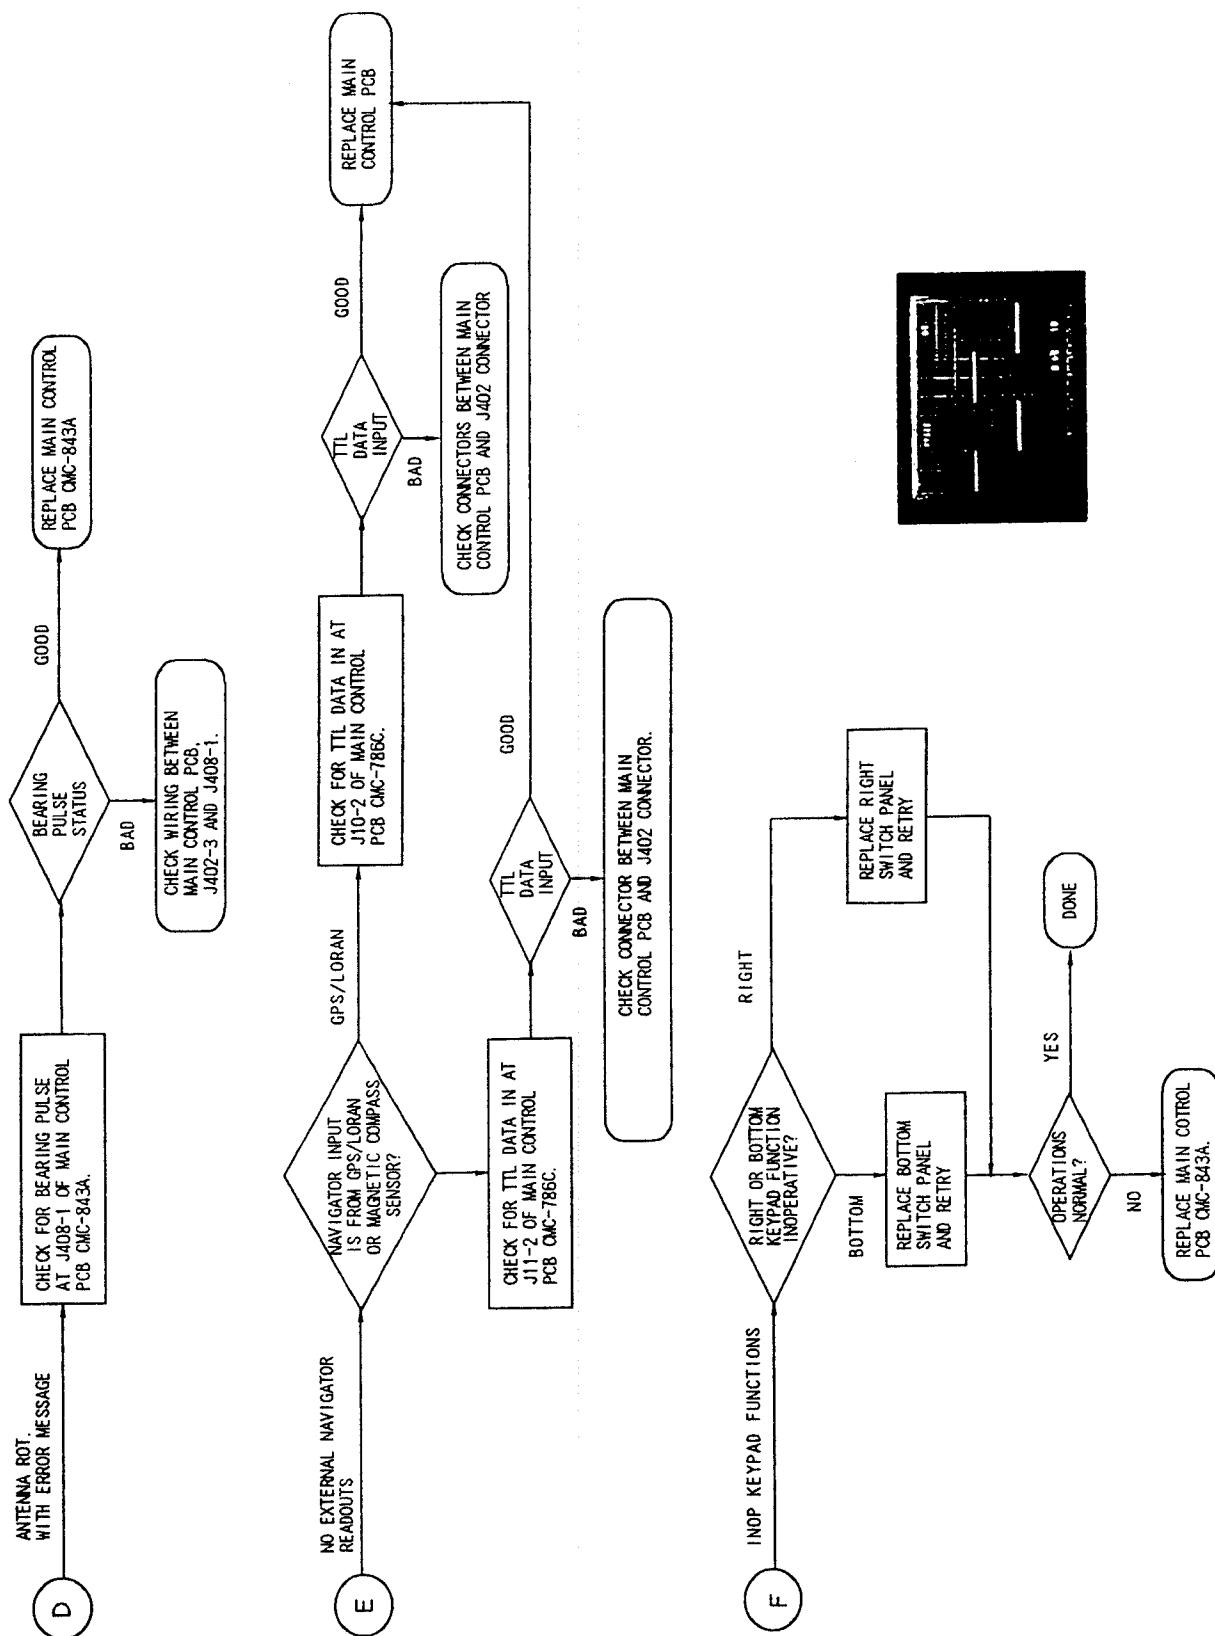 D
ANTENNA ROT.
WITH ERROR MESSAGE
CHECK FOR BEARING PULSE
AT J408-1 OF MAIN CONTROL
PCB CMC-843A.
BEARING
PULSE
STATUS
GOOD
REPLACE MAIN CONTROL
PCB CMC-843A
BAD
CHECK WIRING BETWEEN
MAIN CONTROL PCB,
J402-3 AND J408-1.
E
NO EXTERNAL NAVIGATOR
READOUTS
NAVIGATOR INPUT
IS FROM GPS/LORAN
OR MAGNETIC COMPASS
SENSOR?
GPS/LORAN
CHECK FOR TTL DATA IN AT
J10-2 OF MAIN CONTROL
PCB CMC-786C.
TTL
DATA
INPUT
GOOD
REPLACE MAIN
CONTROL PCB
BAD
CHECK CONNECTORS BETWEEN MAIN
CONTROL PCB AND J402 CONNECTOR
CHECK FOR TTL DATA IN AT
J11-2 OF MAIN CONTROL
PCB CMC-786C.
TTL
DATA
INPUT
GOOD
BAD
CHECK CONNECTOR BETWEEN MAIN
CONTROL PCB AND J402 CONNECTOR.
F
INOP KEYPAD FUNCTIONS
RIGHT OR BOTTOM
KEYPAD FUNCTION
INOPERATIVE?
RIGHT
REPLACE RIGHT
SWITCH PANEL
AND RETRY
BOTTOM
REPLACE BOTTOM
SWITCH PANEL
AND RETRY
OPERATIONS
NORMAL?
YES
DONE
NO
REPLACE MAIN COTROL
PCB CMC-843A.